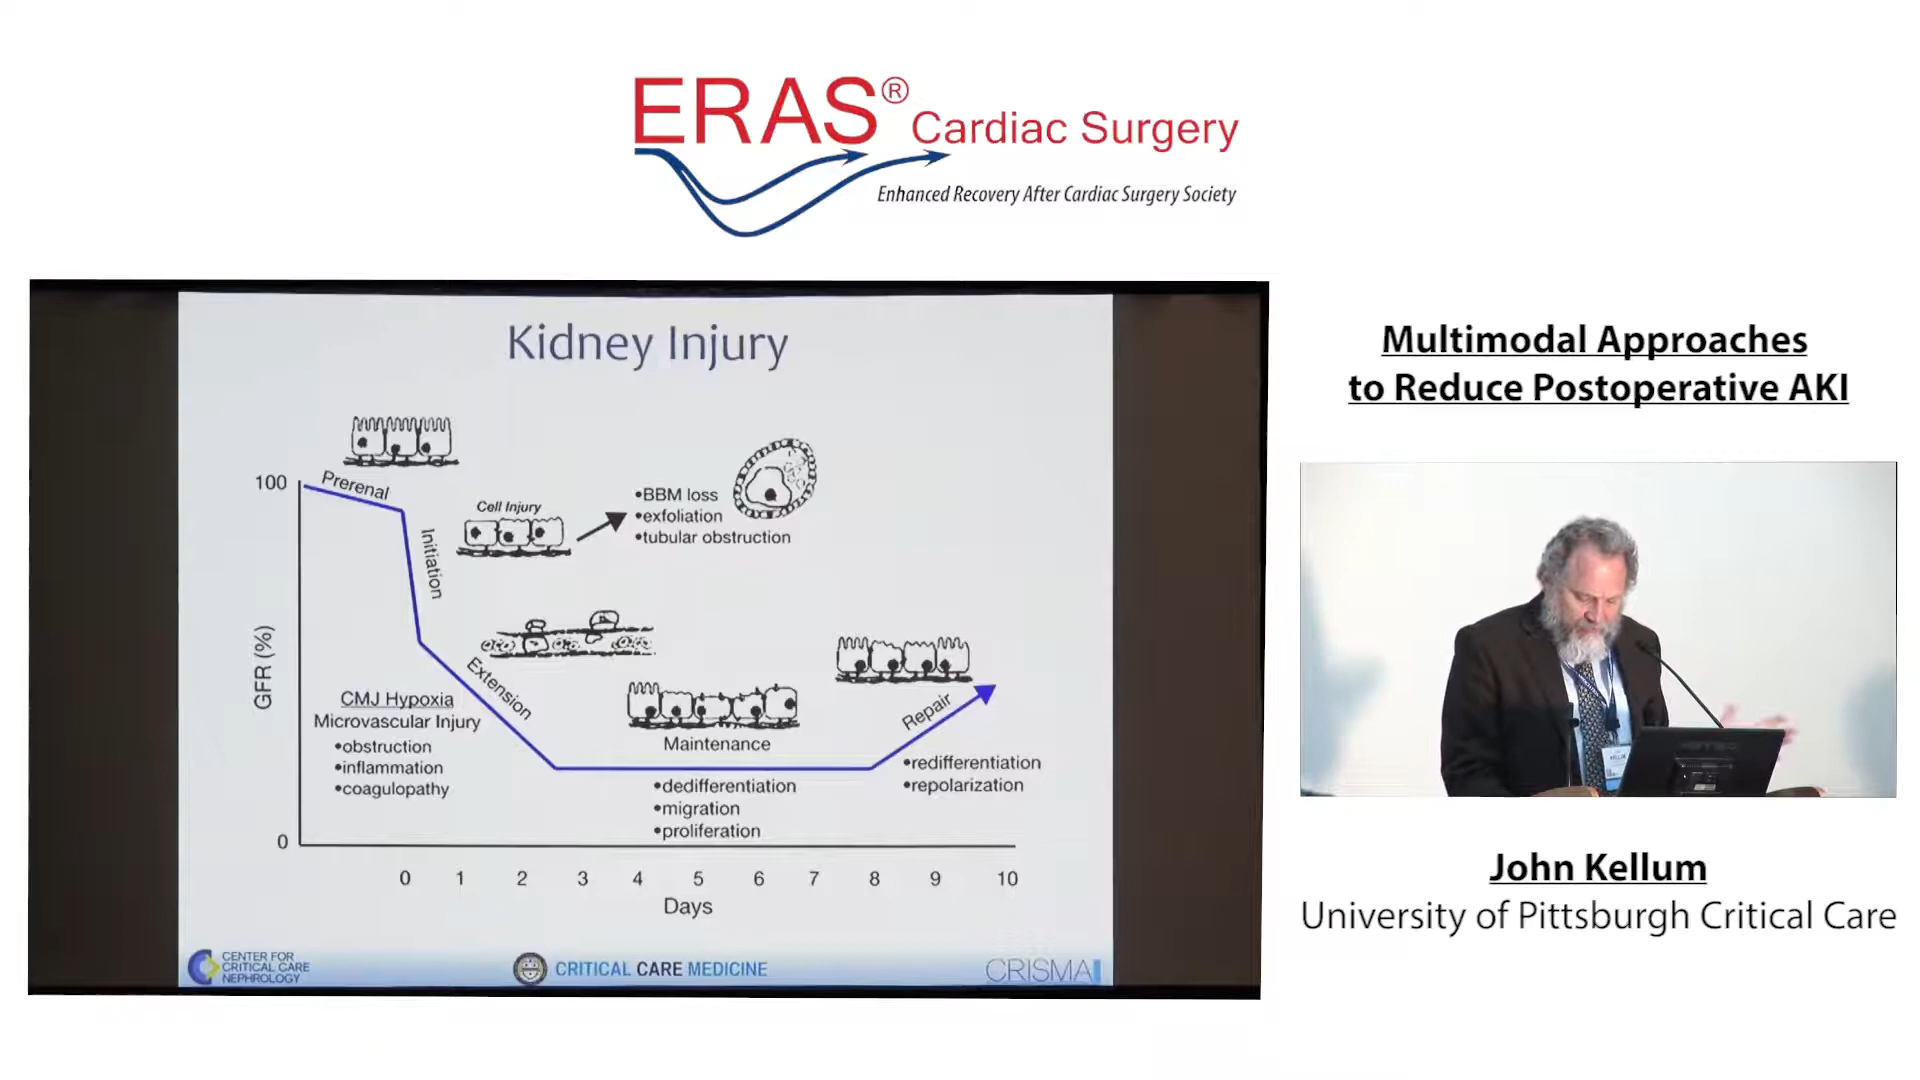 ERAS®
Cardiac Surgery
Enhanced Recovery After Cardiac Surgery Society
Kidney Injury
100
Prerenal
Initiation
Cell Injury
•BBM loss
•exfoliation
•tubular obstruction
GFR (%)
Extension
CMJ Hypoxia
Microvascular Injury
•obstruction
•inflammation
•coagulopathy
Maintenance
•dedifferentiation
•migration
•proliferation
Repair
•redifferentiation
•repolarization
0
0 1 2 3 4 5 6 7 8 9 10
Days
CENTER FOR
CRITICAL CARE
NEPHROLOGY
CRITICAL CARE MEDICINE
CRISMA
Multimodal Approaches
to Reduce Postoperative AKI
John Kellum
University of Pittsburgh Critical Care